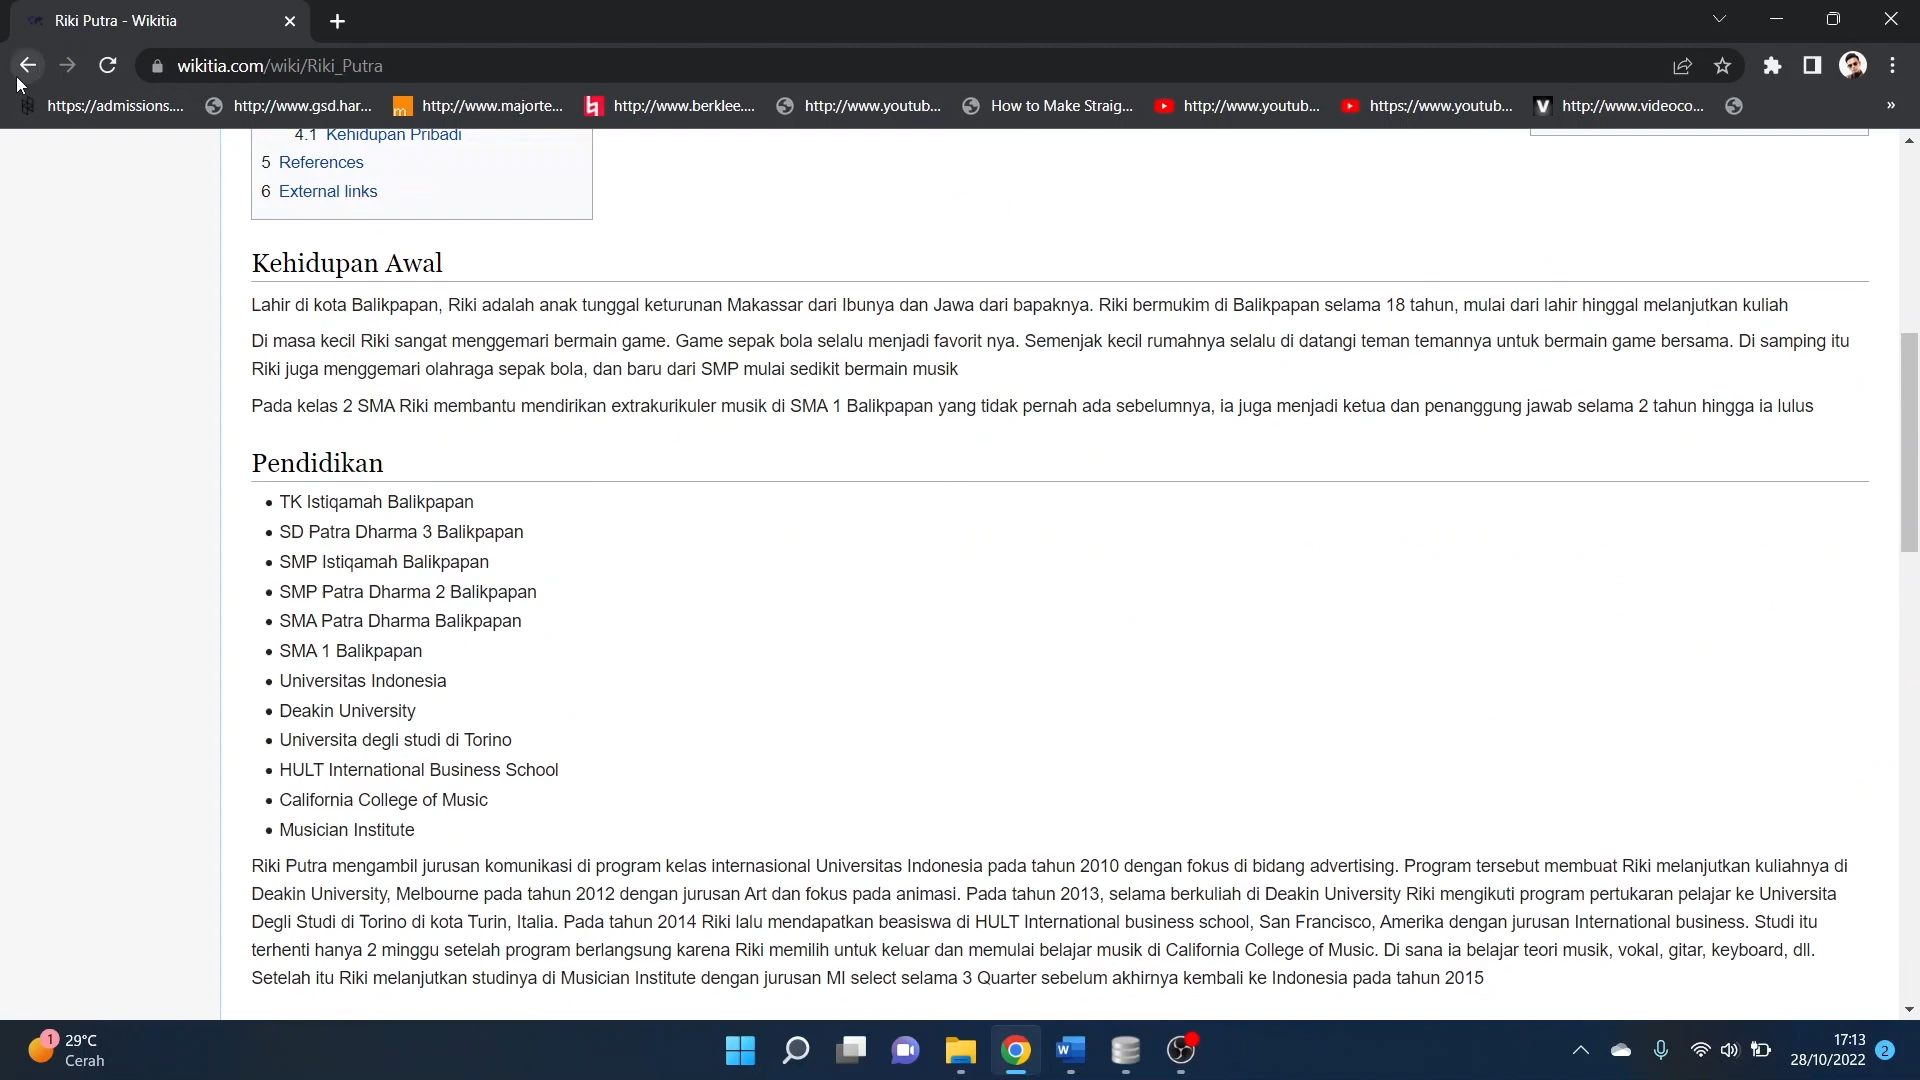 Riki Putra - Wikitia
wikitia.com/wiki/Riki_Putra
https://admissions.... http://www.gsd.har... http://www.majorte... http://www.berklee.... http://www.youtub... How to Make Straig... http://www.youtub... https://www.youtub... http://www.videoco... »
4.1 Kehidupan Pribadi
5 References
6 External links
Kehidupan Awal
Lahir di kota Balikpapan, Riki adalah anak tunggal keturunan Makassar dari Ibunya dan Jawa dari bapaknya. Riki bermukim di Balikpapan selama 18 tahun, mulai dari lahir hinggal melanjutkan kuliah
Di masa kecil Riki sangat menggemari bermain game. Game sepak bola selalu menjadi favorit nya. Semenjak kecil rumahnya selalu di datangi teman temannya untuk bermain game bersama. Di samping itu
Riki juga menggemari olahraga sepak bola, dan baru dari SMP mulai sedikit bermain musik
Pada kelas 2 SMA Riki membantu mendirikan extrakurikuler musik di SMA 1 Balikpapan yang tidak pernah ada sebelumnya, ia juga menjadi ketua dan penanggung jawab selama 2 tahun hingga ia lulus
Pendidikan
• TK Istiqamah Balikpapan
• SD Patra Dharma 3 Balikpapan
• SMP Istiqamah Balikpapan
• SMP Patra Dharma 2 Balikpapan
• SMA Patra Dharma Balikpapan
• SMA 1 Balikpapan
• Universitas Indonesia
• Deakin University
• Universita degli studi di Torino
• HULT International Business School
• California College of Music
• Musician Institute
Riki Putra mengambil jurusan komunikasi di program kelas internasional Universitas Indonesia pada tahun 2010 dengan fokus di bidang advertising. Program tersebut membuat Riki melanjutkan kuliahnya di
Deakin University, Melbourne pada tahun 2012 dengan jurusan Art dan fokus pada animasi. Pada tahun 2013, selama berkuliah di Deakin University Riki mengikuti program pertukaran pelajar ke Universita
Degli Studi di Torino di kota Turin, Italia. Pada tahun 2014 Riki lalu mendapatkan beasiswa di HULT International business school, San Francisco, Amerika dengan jurusan International business. Studi itu
terhenti hanya 2 minggu setelah program berlangsung karena Riki memilih untuk keluar dan memulai belajar musik di California College of Music. Di sana ia belajar teori musik, vokal, gitar, keyboard, dll.
Setelah itu Riki melanjutkan studinya di Musician Institute dengan jurusan MI select selama 3 Quarter sebelum akhirnya kembali ke Indonesia pada tahun 2015
1
29°C
Cerah
17:13
28/10/2022
2